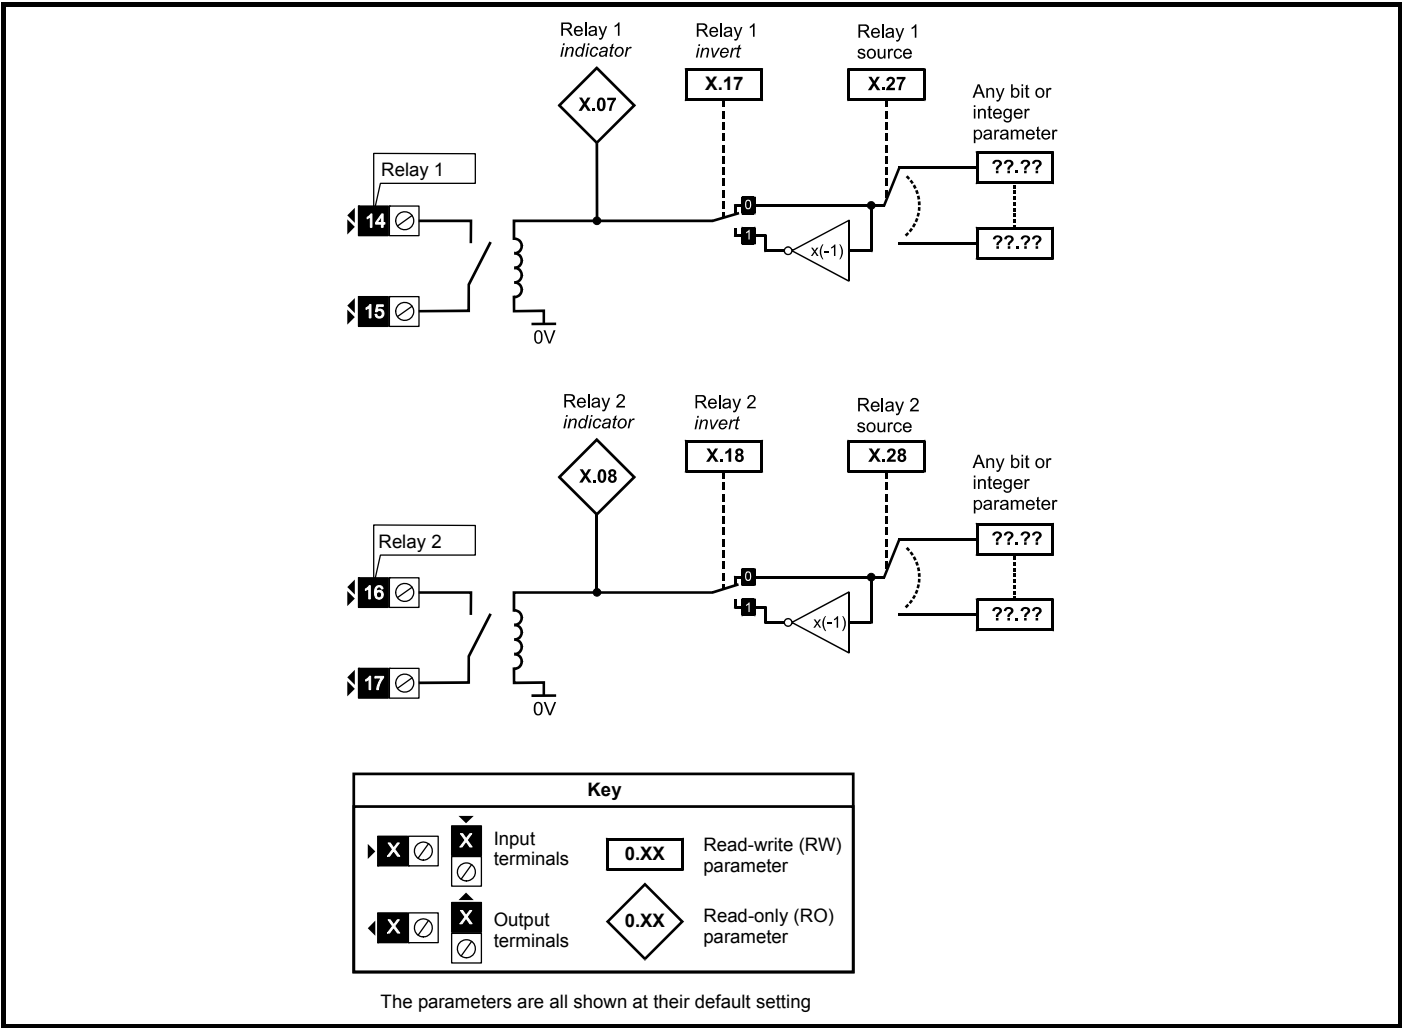 Relay 1
indicator
Relay 1
invert
Relay 1
source
X.07
X.17
X.27
Any bit or
integer
parameter
??.??
??.??
Relay 1
14
15
0
1
x(-1)
0V
Relay 2
indicator
Relay 2
invert
Relay 2
source
X.08
X.18
X.28
Any bit or
integer
parameter
??.??
??.??
Relay 2
16
17
0
1
x(-1)
0V
Key
X
X
Input
terminals
0.XX
Read-write (RW)
parameter
X
X
Output
terminals
0.XX
Read-only (RO)
parameter
The parameters are all shown at their default setting